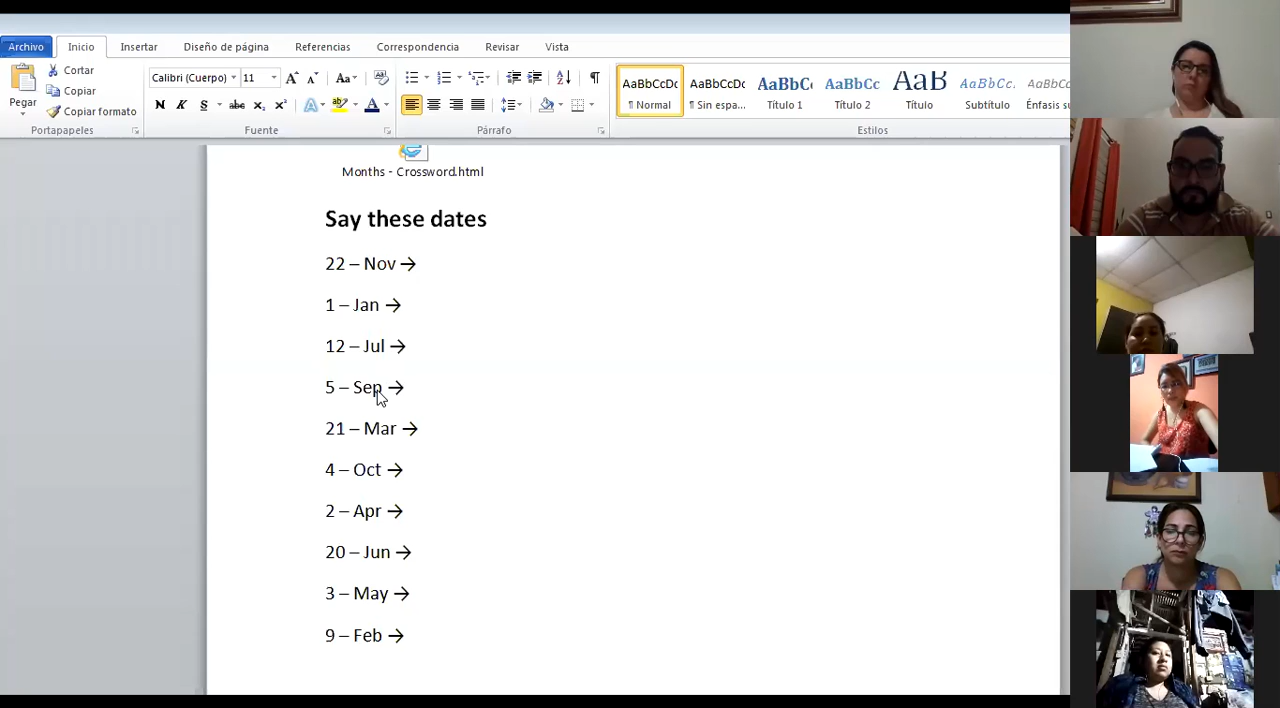 Archivo Inicio Insertar Diseño de página Referencias Correspondencia Revisar Vista
Cortar
Copiar
Copiar formato
Pegar
Portapapeles
Calibri (Cuerpo) 11
Fuente
Párrafo
AaBbCcDc AaBbCcDc AaBbC AaBbCc AaB AaBbCc. AaBbCcD
¶ Normal ¶ Sin espa... Título 1 Título 2 Título Subtítulo Énfasis su
Estilos
Months - Crossword.html
Say these dates
22 – Nov →
1 – Jan →
12 – Jul →
5 – Sep →
21 – Mar →
4 – Oct →
2 – Apr →
20 – Jun →
3 – May →
9 – Feb →